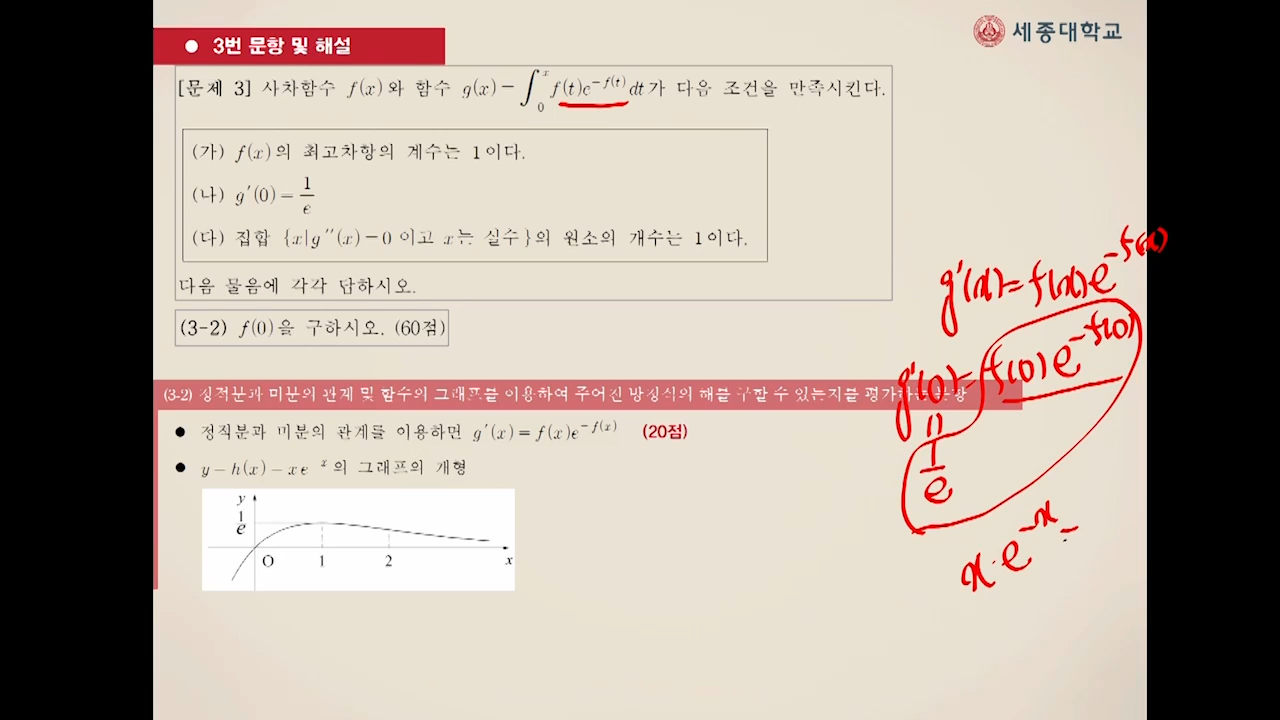 세종대학교
● 3번 문항 및 해설
[문제 3] 사차함수 f(x)와 함수 g(x)=∫₀ˣ f(t)e^{-f(t)}dt가 다음 조건을 만족시킨다.
(가) f(x)의 최고차항의 계수는 1이다.
(나) g′(0)=1/e
(다) 집합 {x|g″(x)=0이고 x는 실수}의 원소의 개수는 1이다.
다음 물음에 각각 답하시오.
(3-2) f(0)을 구하시오. (60점)
(3-2) 정적분과 미분의 관계 및 함수의 그래프를 이용하여 주어진 방정식의 해를 구할 수 있는지를 평가하는 문항
● 정적분과 미분의 관계를 이용하면 g′(x)=f(x)e^{-f(x)} (20점)
● y=h(x)=xe^{-x}의 그래프의 개형
y
1/e
O 1 2 x
g′(x)=f(x)e^{-f(x)}
g′(0)=f(0)e^{-f(0)}
=
1/e
x·e^{-x}=